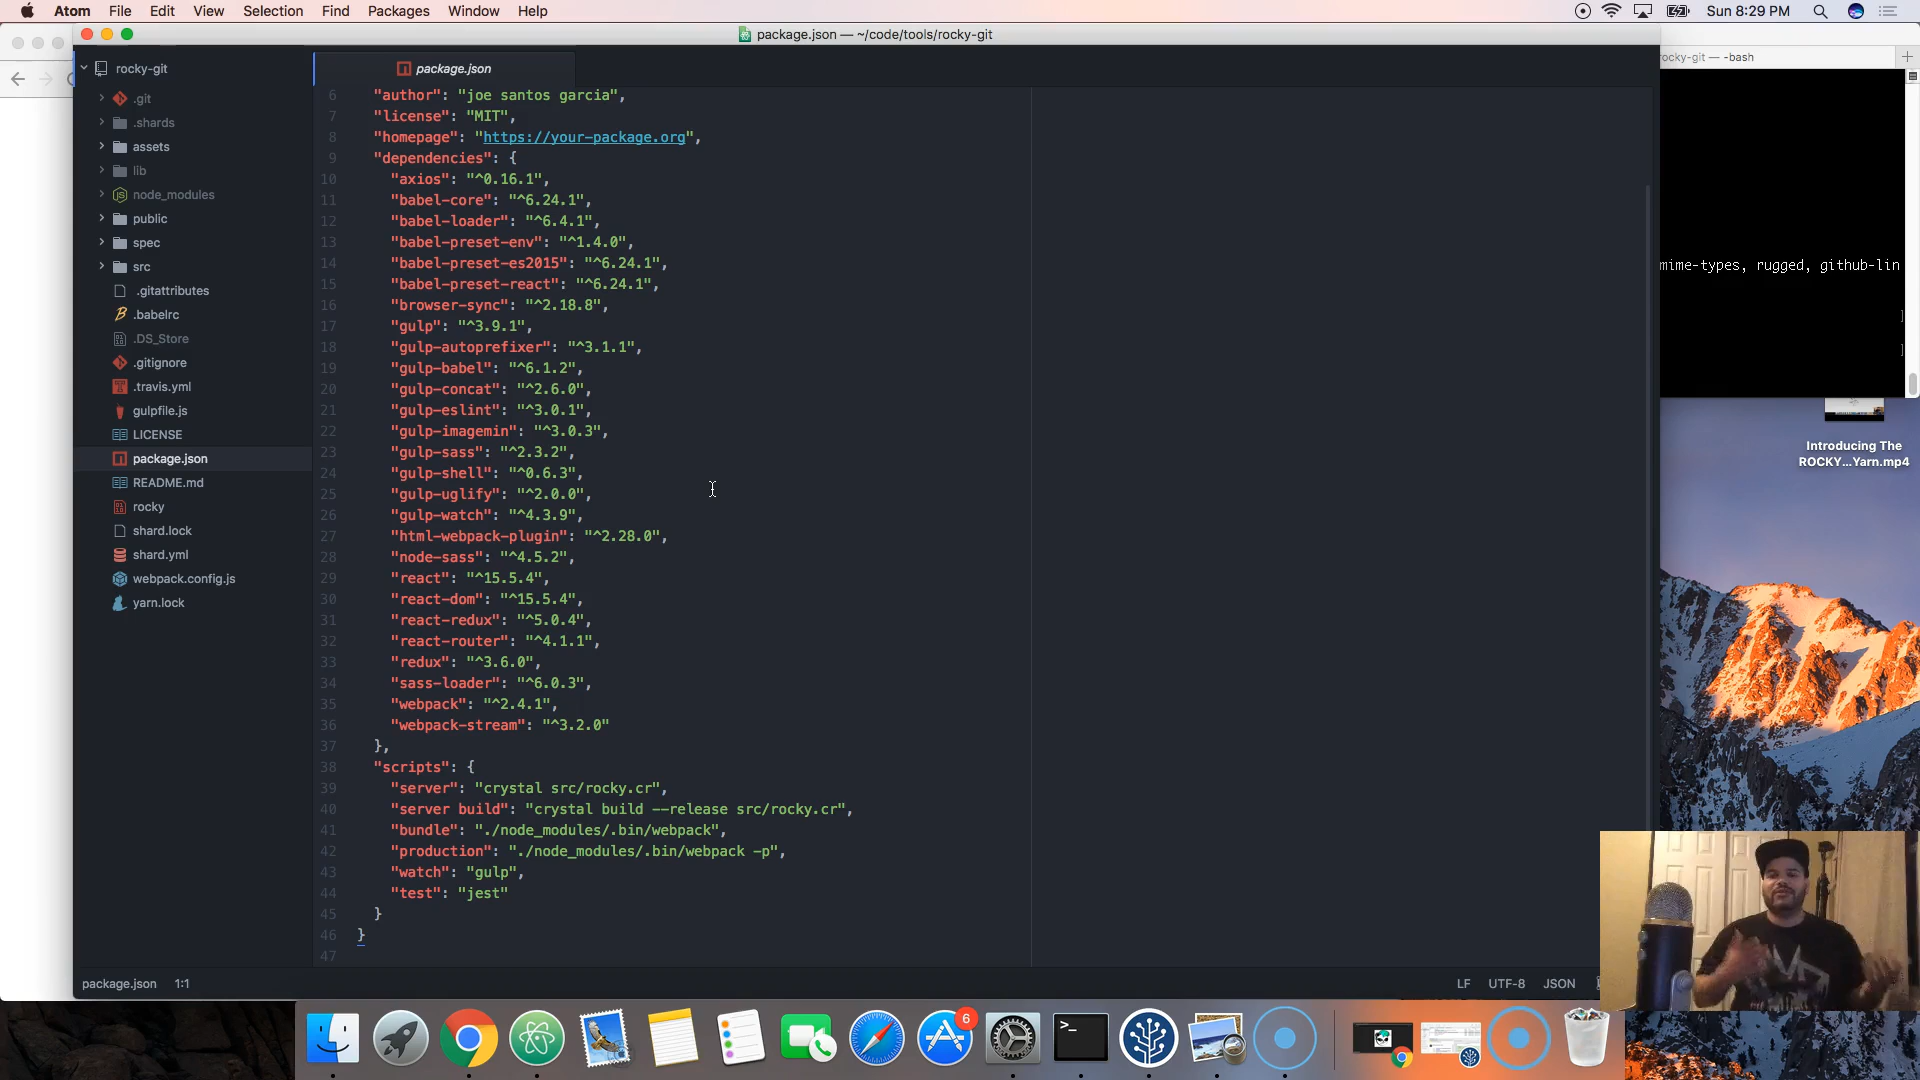 Atom File Edit View Selection Find Packages Window Help
Sun 8:29 PM
package.json — ~/code/tools/rocky-git
ocky-git — -bash
rocky-git
.git
.shards
assets
lib
node_modules
public
spec
src
.gitattributes
.babelrc
.DS_Store
.gitignore
.travis.yml
gulpfile.js
LICENSE
package.json
README.md
rocky
shard.lock
shard.yml
webpack.config.js
yarn.lock
package.json
6 "author": "joe santos garcia",
7 "license": "MIT",
8 "homepage": "https://your-package.org",
9 "dependencies": {
10 "axios": "^0.16.1",
11 "babel-core": "^6.24.1",
12 "babel-loader": "^6.4.1",
13 "babel-preset-env": "^1.4.0",
14 "babel-preset-es2015": "^6.24.1",
15 "babel-preset-react": "^6.24.1",
16 "browser-sync": "^2.18.8",
17 "gulp": "^3.9.1",
18 "gulp-autoprefixer": "^3.1.1",
19 "gulp-babel": "^6.1.2",
20 "gulp-concat": "^2.6.0",
21 "gulp-eslint": "^3.0.1",
22 "gulp-imagemin": "^3.0.3",
23 "gulp-sass": "^2.3.2",
24 "gulp-shell": "^0.6.3",
25 "gulp-uglify": "^2.0.0",
26 "gulp-watch": "^4.3.9",
27 "html-webpack-plugin": "^2.28.0",
28 "node-sass": "^4.5.2",
29 "react": "^15.5.4",
30 "react-dom": "^15.5.4",
31 "react-redux": "^5.0.4",
32 "react-router": "^4.1.1",
33 "redux": "^3.6.0",
34 "sass-loader": "^6.0.3",
35 "webpack": "^2.4.1",
36 "webpack-stream": "^3.2.0"
37 },
38 "scripts": {
39 "server": "crystal src/rocky.cr",
40 "server build": "crystal build --release src/rocky.cr",
41 "bundle": "./node_modules/.bin/webpack",
42 "production": "./node_modules/.bin/webpack -p",
43 "watch": "gulp",
44 "test": "jest"
45 }
46 }
47
mime-types, rugged, github-lin
]
]
Introducing The
ROCKY...Yarn.mp4
package.json 1:1
LF UTF-8 JSON
6
>_